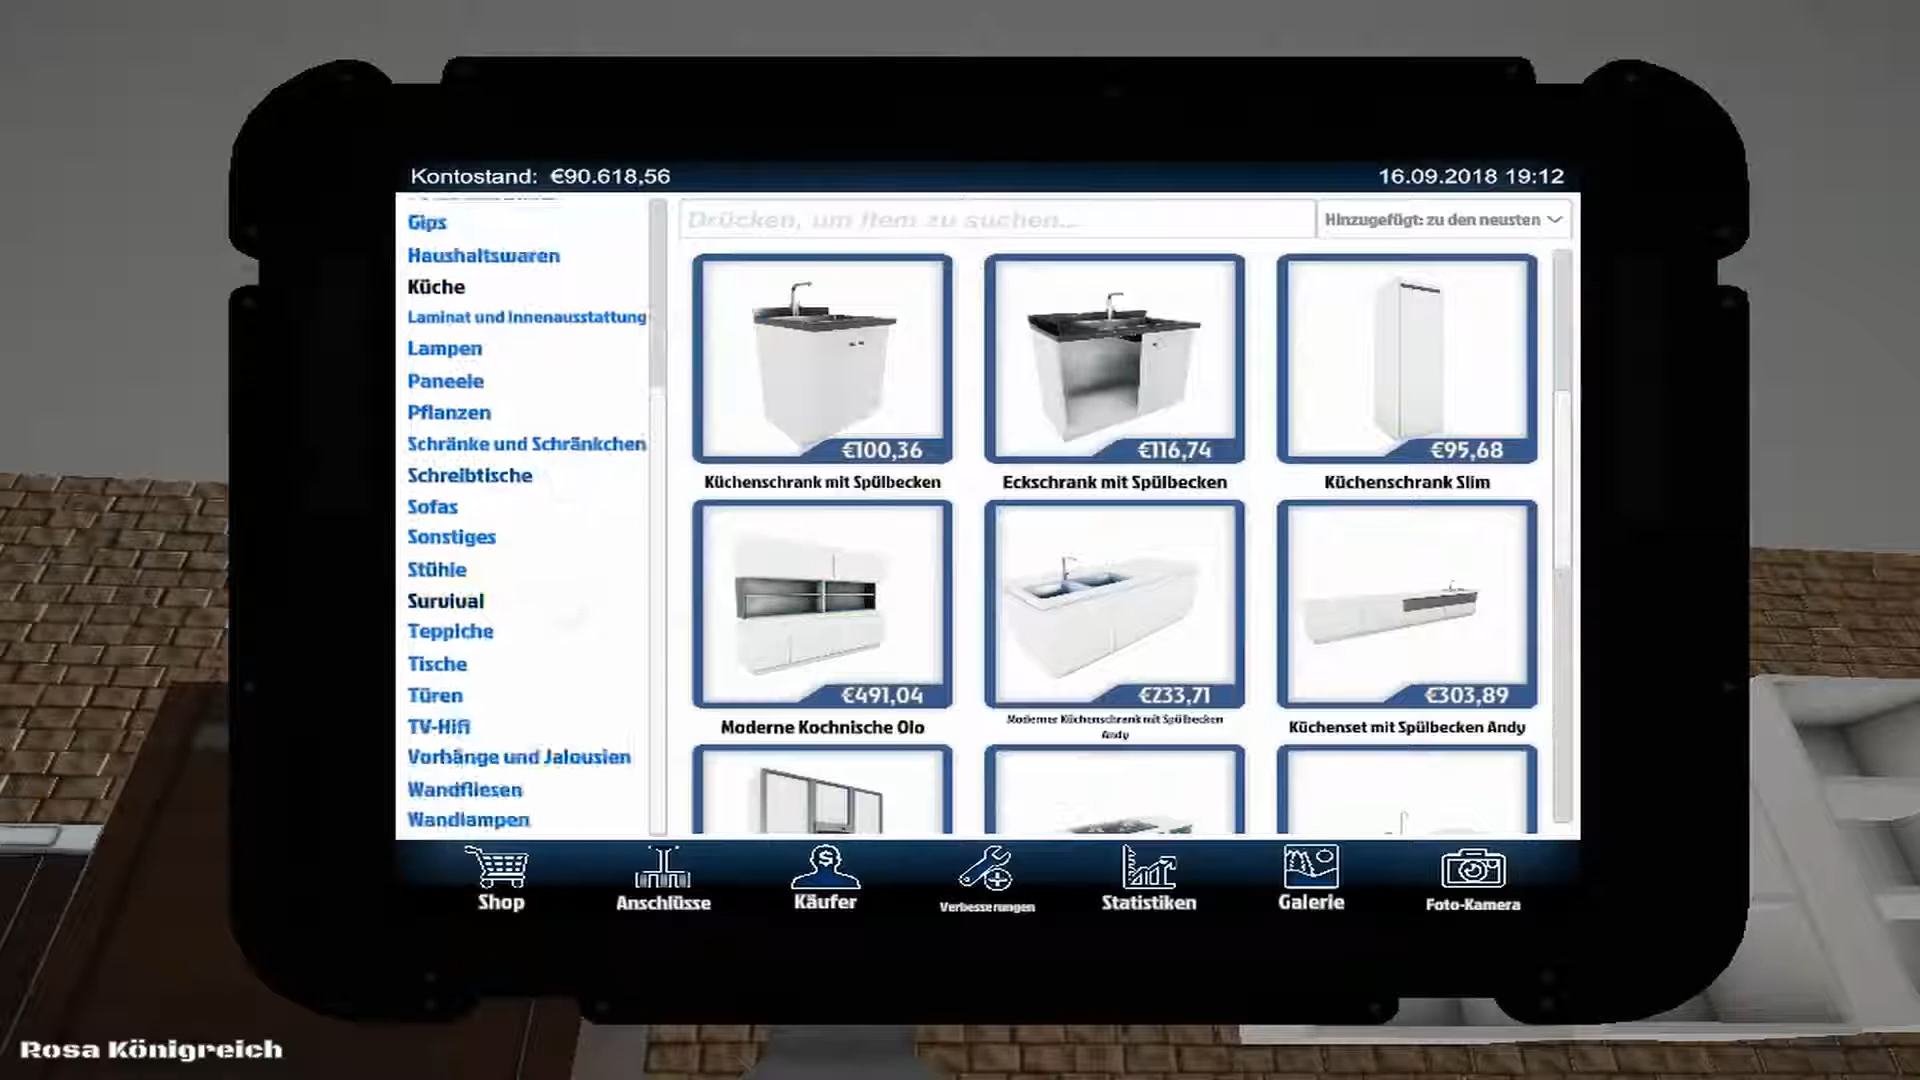 Kontostand: €90.618,56
16.09.2018 19:12
Gips
Haushaltswaren
Küche
Laminat und Innenausstattung
Lampen
Paneele
Pflanzen
Schränke und Schränkchen
Schreibtische
Sofas
Sonstiges
Stühle
Survival
Teppiche
Tische
Türen
TV-Hifi
Vorhänge und Jalousien
Wandfliesen
Wandlampen
Drücken, um Item zu suchen...
Hinzugefügt: zu den neusten
€100,36
€116,74
€95,68
Küchenschrank mit Spülbecken
Eckschrank mit Spülbecken
Küchenschrank Slim
€491,04
€233,71
€303,89
Moderne Kochnische Olo
Moderner Küchenschrank mit Spülbecken
Andy
Küchenset mit Spülbecken Andy
Shop
Anschlüsse
Käufer
Verbesserungen
Statistiken
Galerie
Foto-Kamera
Rosa Königreich